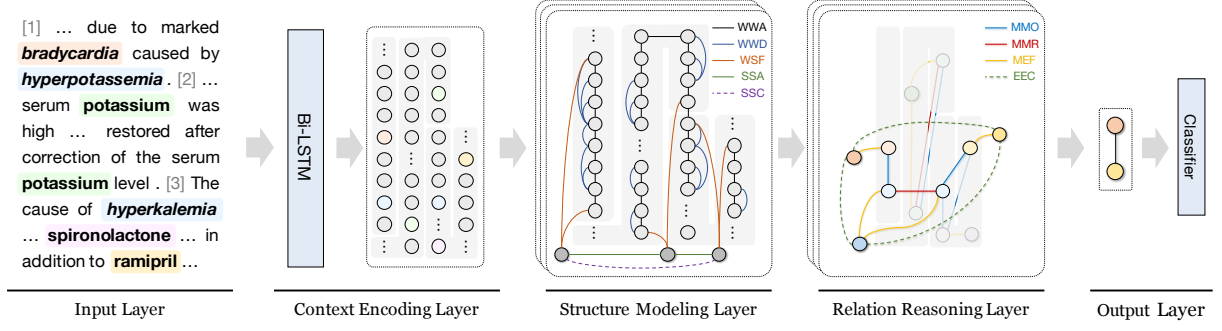 [1] … due to marked
bradycardia caused by
hyperpotassemia . [2] …
serum potassium was
high … restored after
correction of the serum
potassium level . [3] The
cause of hyperkalemia
… spironolactone … in
addition to ramipril …
Input Layer
Bi-LSTM
Context Encoding Layer
WWA
WWD
WSF
SSA
SSC
Structure Modeling Layer
MMO
MMR
MEF
EEC
Relation Reasoning Layer
Classifier
Output Layer